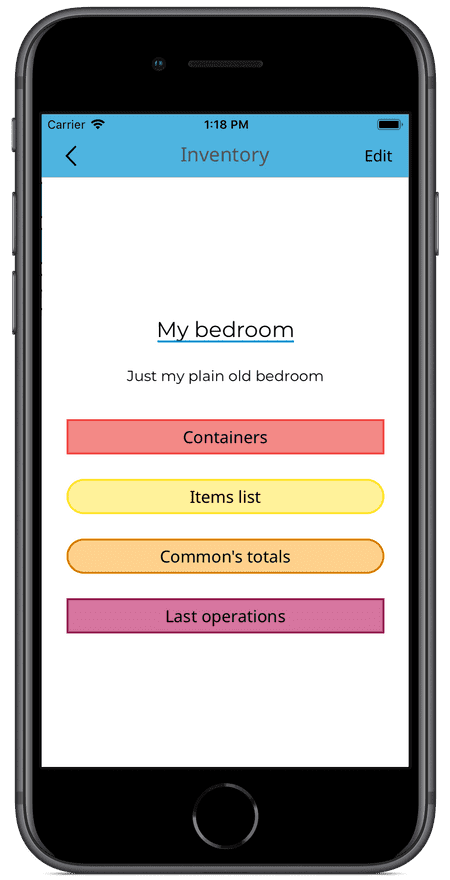 Carrier 1:18 PM
Inventory Edit
My bedroom
Just my plain old bedroom
Containers
Items list
Common's totals
Last operations